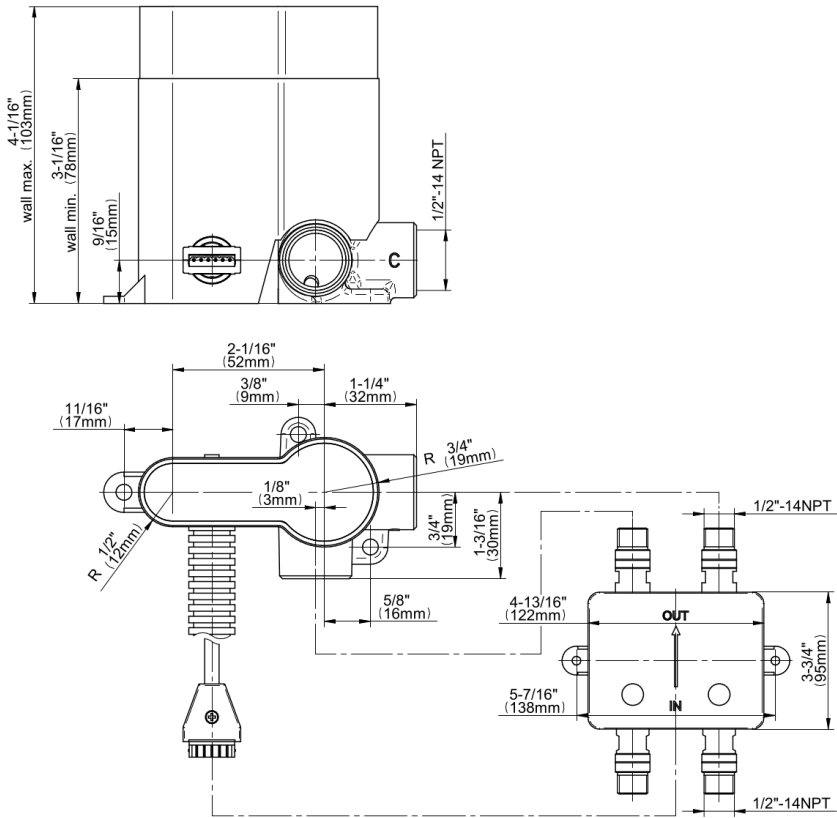 4-1/16"
(103mm)
wall max.
3-1/16"
(78mm)
wall min.
9/16"
(15mm)
1/2"-14 NPT
C
2-1/16"
(52mm)
3/8"
(9mm)
1-1/4"
(32mm)
11/16"
(17mm)
R 3/4"
(19mm)
1/8"
(3mm)
R 1/2"
(12mm)
3/4"
(19mm)
1-3/16"
(30mm)
5/8"
(16mm)
1/2"-14NPT
4-13/16"
(122mm)
OUT
3-3/4"
(95mm)
5-7/16"
(138mm)
IN
1/2"-14NPT